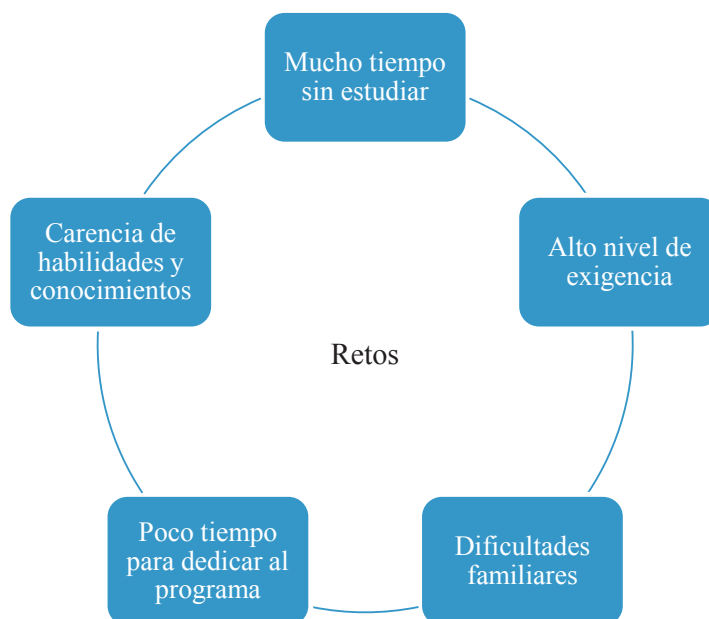 Mucho tiempo
sin estudiar
Alto nivel de
exigencia
Dificultades
familiares
Poco tiempo
para dedicar al
programa
Carencia de
habilidades y
conocimientos
Retos